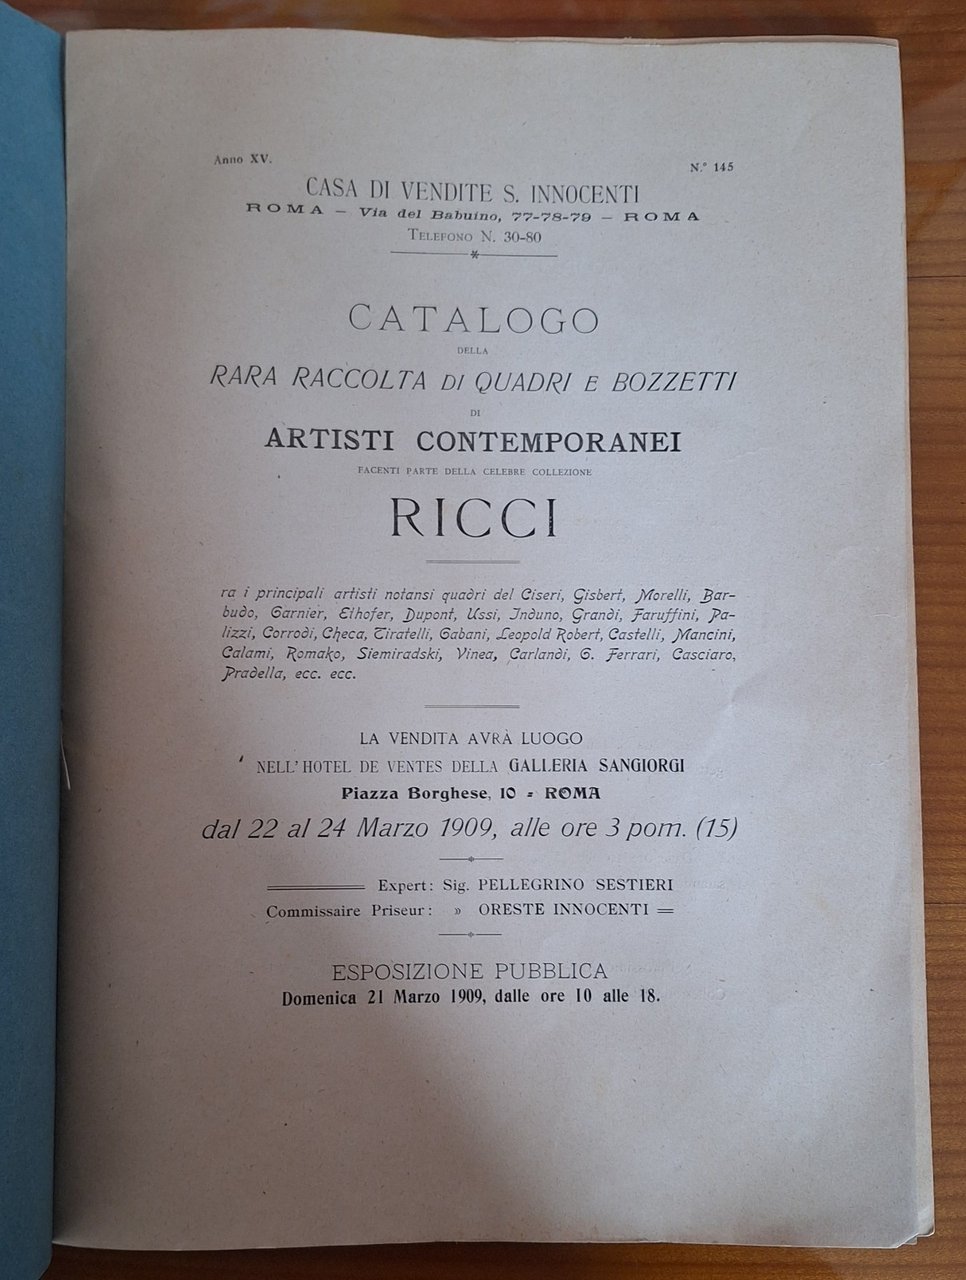 Anno XV.
N.° 145
CASA DI VENDITE S. INNOCENTI
ROMA — Via del Babuino, 77-78-79 — ROMA
TELEFONO N. 30-80
CATALOGO
DELLA
RARA RACCOLTA DI QUADRI E BOZZETTI
DI
ARTISTI CONTEMPORANEI
FACENTI PARTE DELLA CELEBRE COLLEZIONE
RICCI
ra i principali artisti notansi quadri del Ciseri, Gisbert, Morelli, Bar-
budo, Garnier, Ethofer, Dupont, Ussi, Induno, Grandi, Faruffini, Pa-
lizzi, Corrodi, Checa, Tiratelli, Gabani, Leopold Robert, Castelli, Mancini,
Calami, Romako, Siemiradski, Vinea, Carlandi, G. Ferrari, Casciaro,
Pradella, ecc. ecc.
LA VENDITA AVRÀ LUOGO
NELL'HOTEL DE VENTES DELLA GALLERIA SANGIORGI
Piazza Borghese, 10 - ROMA
dal 22 al 24 Marzo 1909, alle ore 3 pom. (15)
Expert: Sig. PELLEGRINO SESTIERI
Commissaire Priseur: » ORESTE INNOCENTI
ESPOSIZIONE PUBBLICA
Domenica 21 Marzo 1909, dalle ore 10 alle 18.